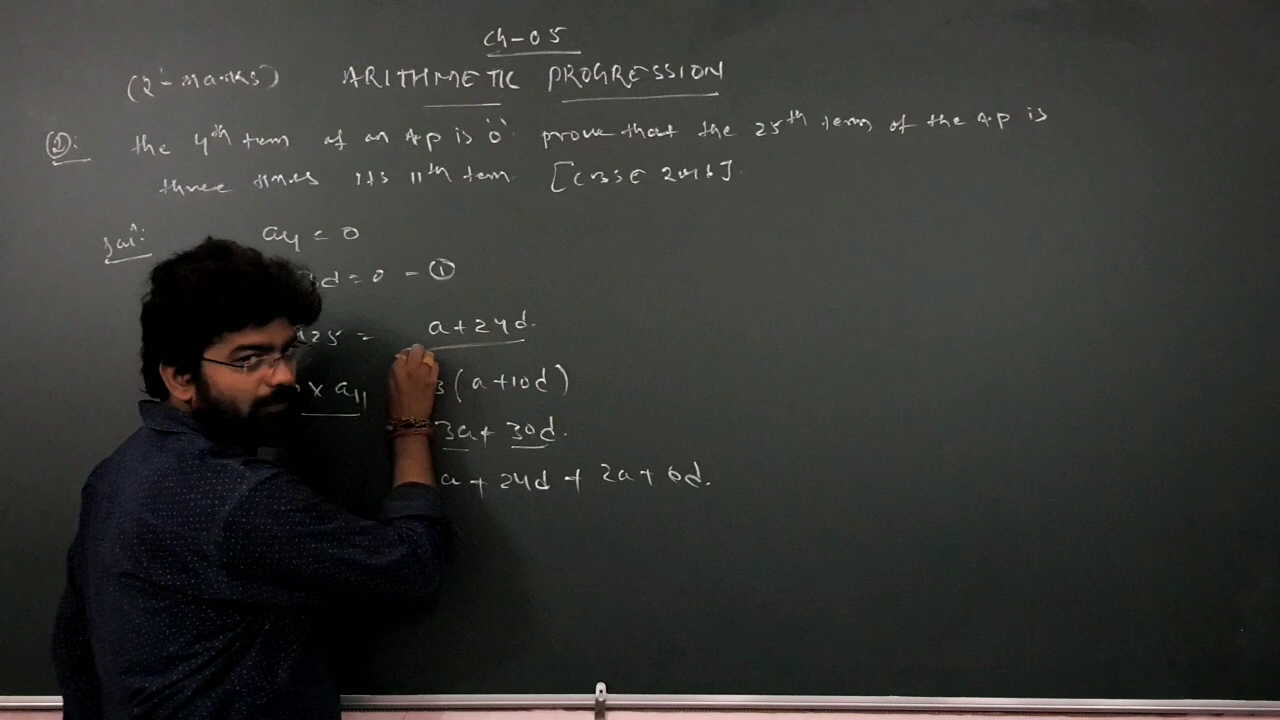 Ch-05
(2-marks) ARITHMETIC PROGRESSION
①: the 4th term of an A.P is '0'. prove that the 25th term of the A.P is
three times its 11th term. [CBSE 2016]
Sol^n:
a4 = 0
3d = 0 - ①
a25 = a + 24d.
× a11 3(a + 10d)
3a + 30d.
a + 24d + 2a + 6d.